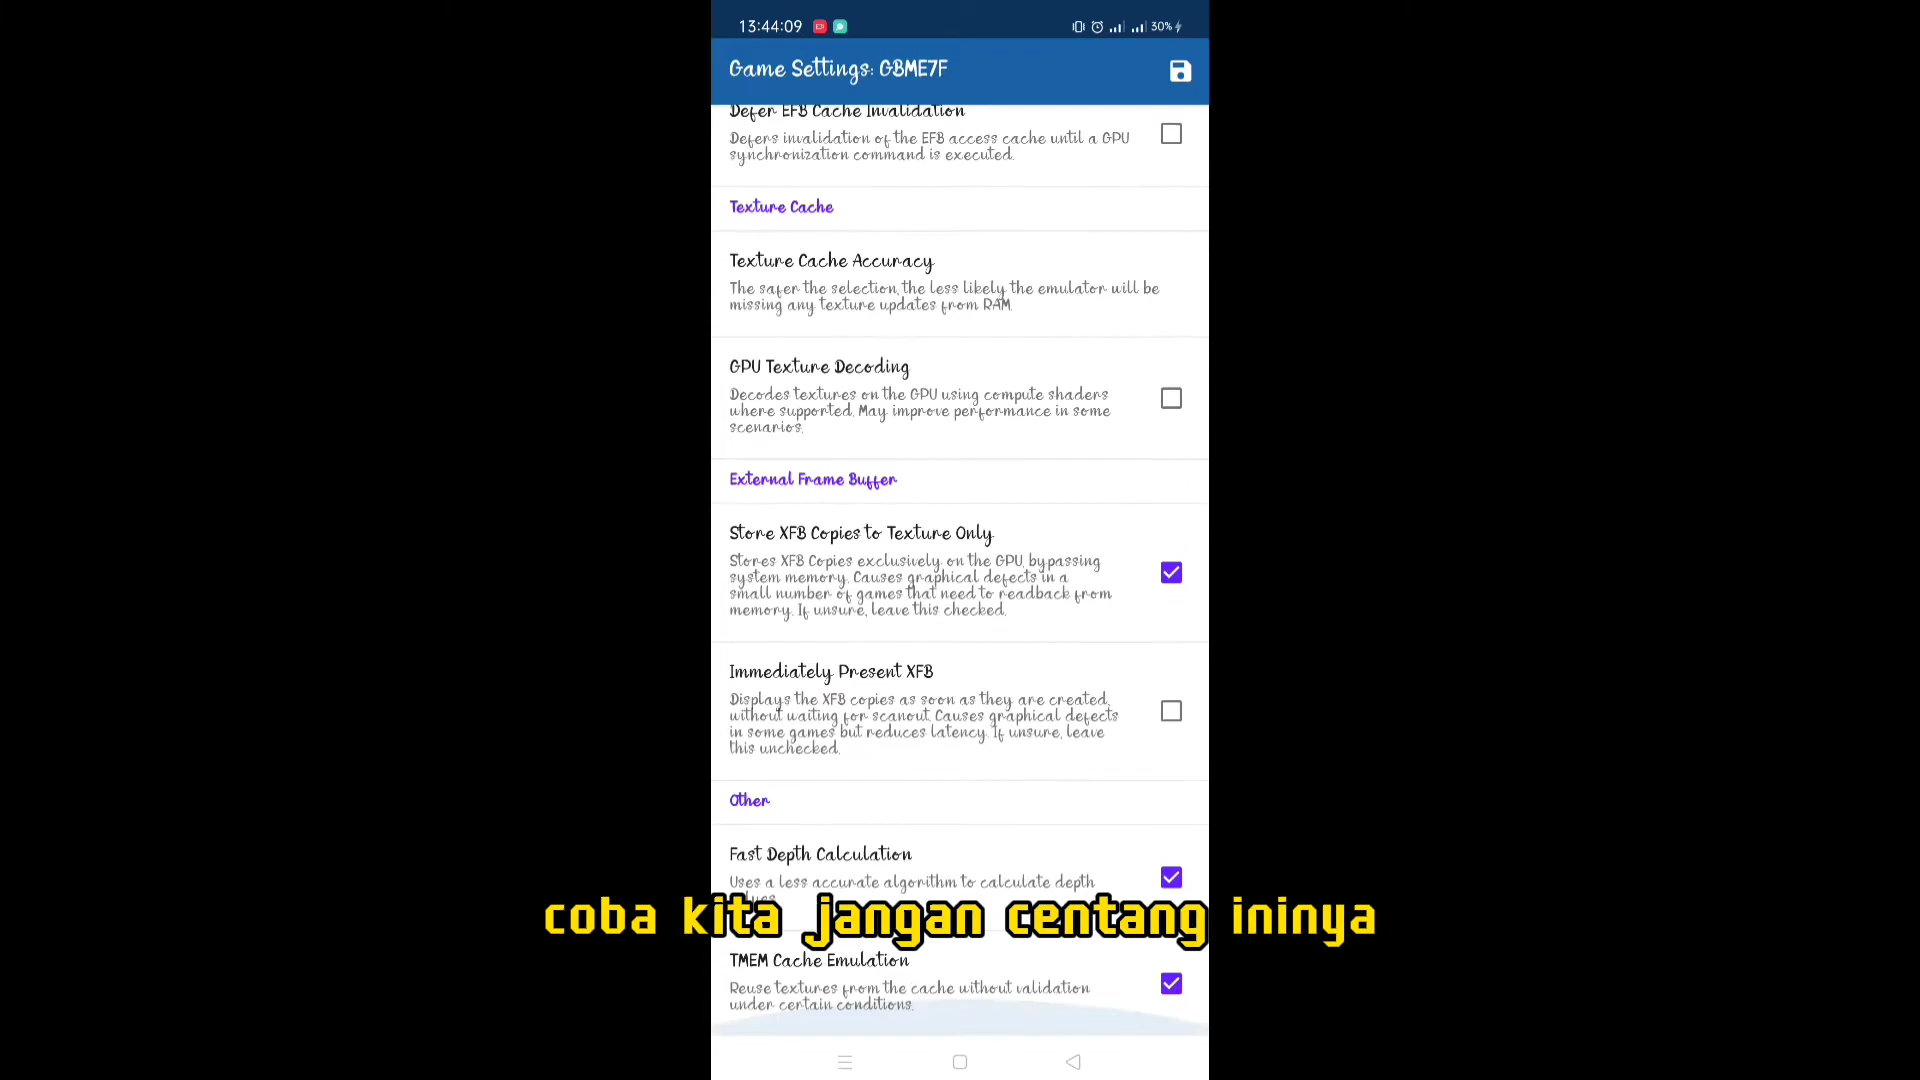 13:44:09
30%
Game Settings: GBME7F
Defer EFB Cache Invalidation
Defers invalidation of the EFB access cache until a GPU
synchronization command is executed.
Texture Cache
Texture Cache Accuracy
The safer the selection, the less likely the emulator will be
missing any texture updates from RAM.
GPU Texture Decoding
Decodes textures on the GPU using compute shaders
where supported. May improve performance in some
scenarios.
External Frame Buffer
Store XFB Copies to Texture Only
Stores XFB Copies exclusively on the GPU, bypassing
system memory. Causes graphical defects in a
small number of games that need to readback from
memory. If unsure, leave this checked.
Immediately Present XFB
Displays the XFB copies as soon as they are created,
without waiting for scanout. Causes graphical defects
in some games but reduces latency. If unsure, leave
this unchecked.
Other
Fast Depth Calculation
Uses a less accurate algorithm to calculate depth
coba kita jangan centang ininya
TMEM Cache Emulation
Reuse textures from the cache without validation
under certain conditions.